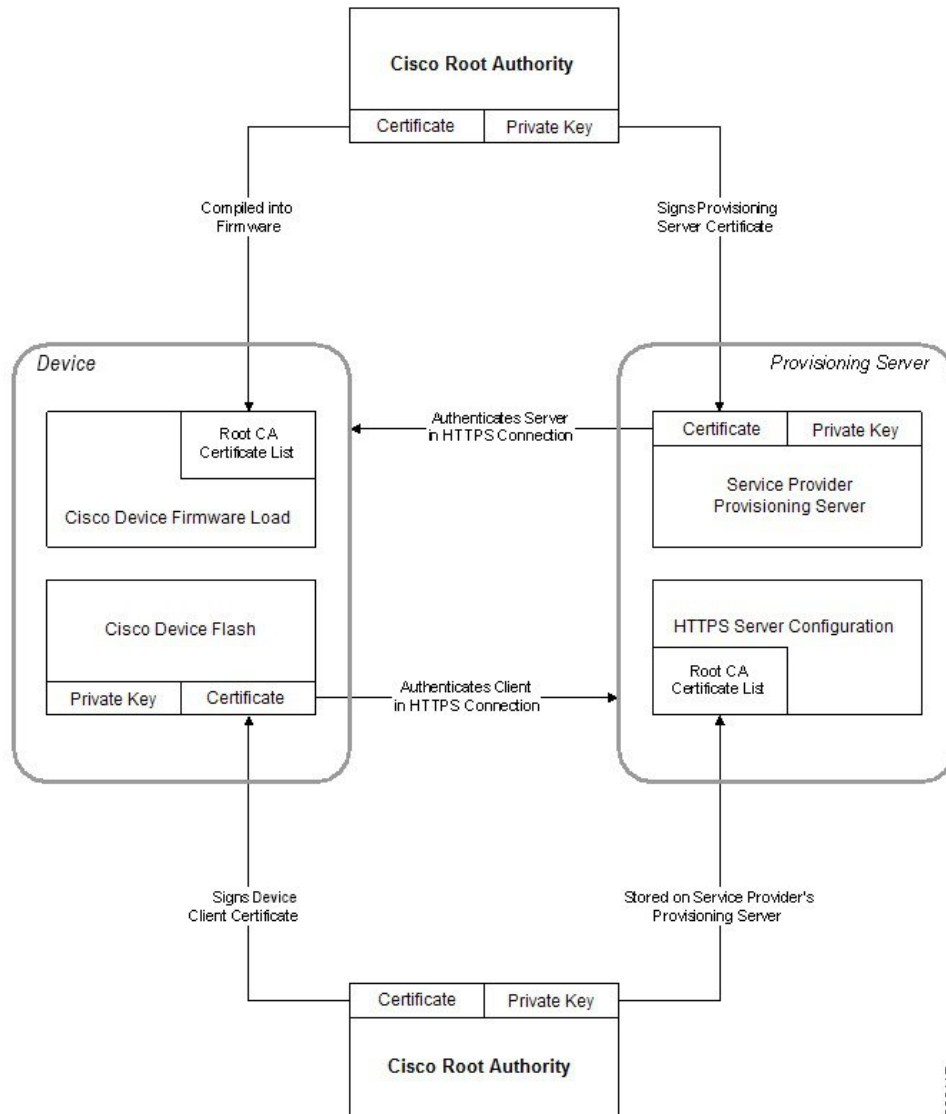 Cisco Root Authority
Certificate
Private Key
Compiled into
Firmware
Signs Provisioning
Server Certificate
Device
Provisioning Server
Root CA
Certificate List
Cisco Device Firmware Load
Authenticates Server
in HTTPS Connection
Certificate
Private Key
Service Provider
Provisioning Server
Cisco Device Flash
Private Key
Certificate
Authenticates Client
in HTTPS Connection
HTTPS Server Configuration
Root CA
Certificate List
Signs Device
Client Certificate
Stored on Service Provider's
Provisioning Server
Certificate
Private Key
Cisco Root Authority